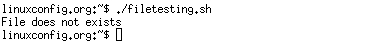 linuxconfig.org:~$ ./filetesting.sh
File does not exists
linuxconfig.org:~$